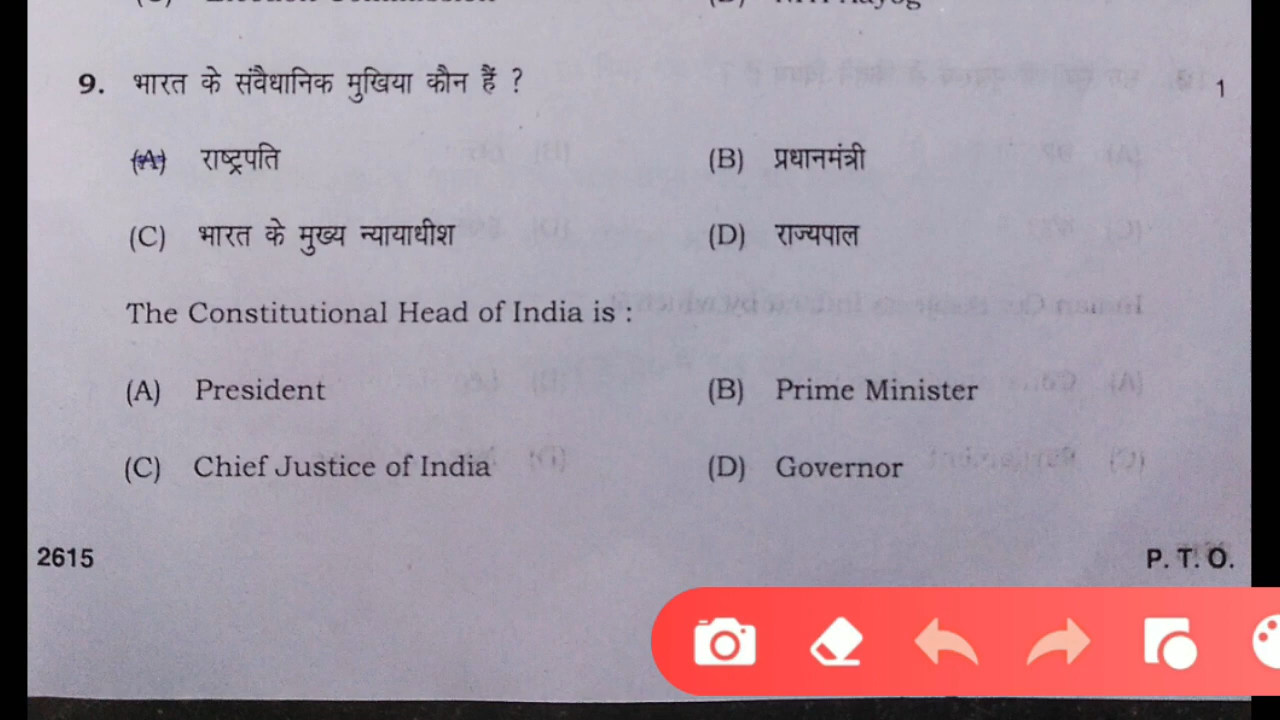 9. भारत के संवैधानिक मुखिया कौन हैं ? 1
(A) राष्ट्रपति (B) प्रधानमंत्री
(C) भारत के मुख्य न्यायाधीश (D) राज्यपाल
The Constitutional Head of India is :
(A) President (B) Prime Minister
(C) Chief Justice of India (D) Governor
2615 P. T. O.